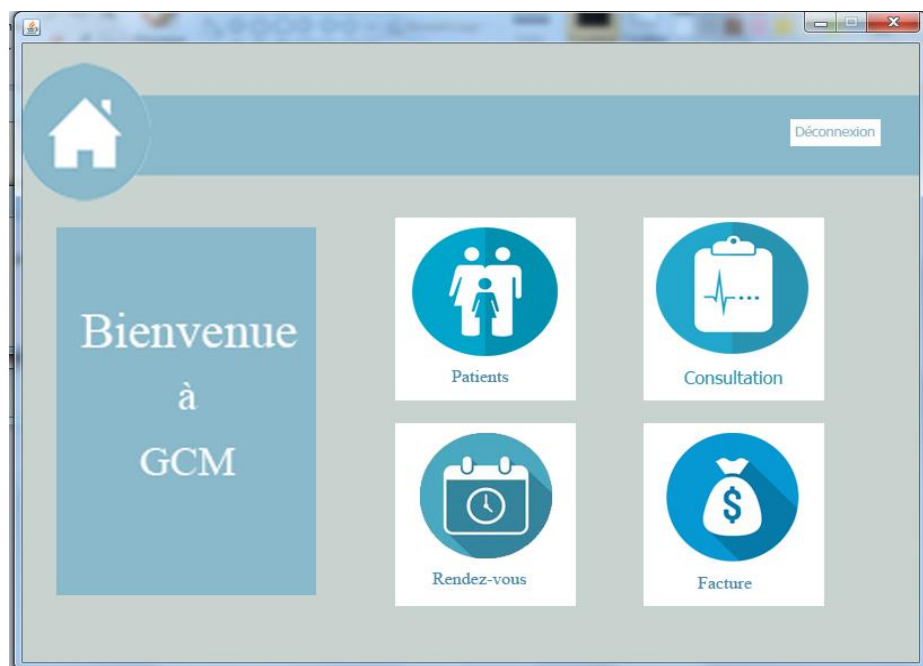 Déconnexion
Bienvenue
à
GCM
Patients
Consultation
Rendez-vous
Facture